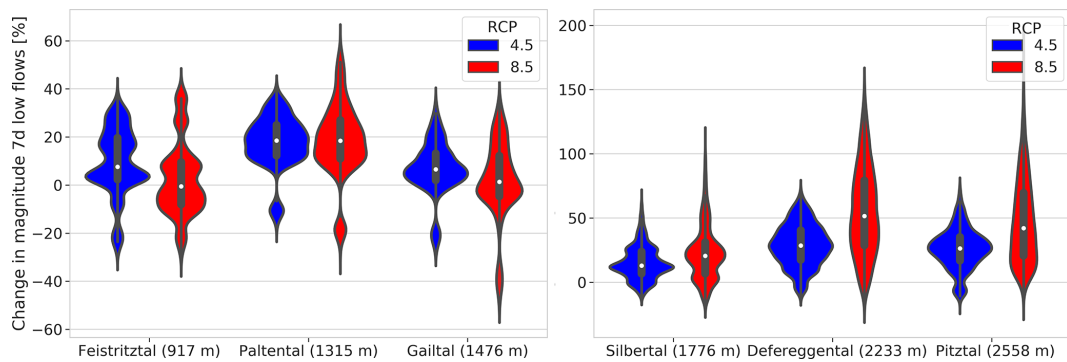 Change in magnitude 7d low flows [%]
60
40
20
0
−20
−40
−60
RCP
4.5
8.5
Feistritztal (917 m)
Paltental (1315 m)
Gailtal (1476 m)
200
150
100
50
0
RCP
4.5
8.5
Silbertal (1776 m)
Defereggental (2233 m)
Pitztal (2558 m)